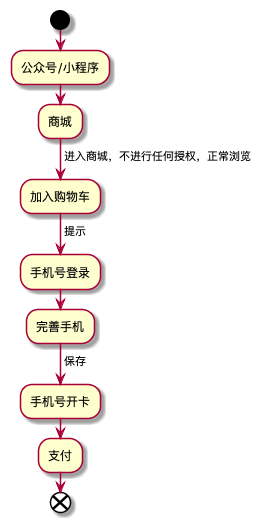 公众号/小程序
商城
进入商城，不进行任何授权，正常浏览
加入购物车
提示
手机号登录
完善手机
保存
手机号开卡
支付